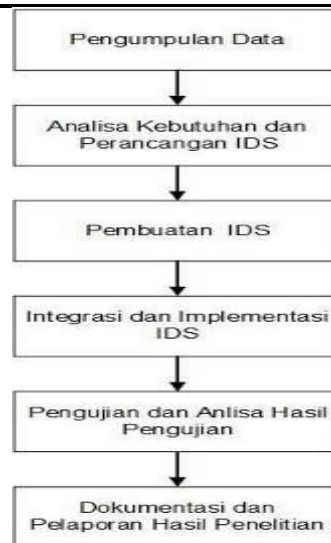 Pengumpulan Data
Analisa Kebutuhan dan
Perancangan IDS
Pembuatan IDS
Integrasi dan Implementasi
IDS
Pengujian dan Anlisa Hasil
Pengujian
Dokumentasi dan
Pelaporan Hasil Penelitian